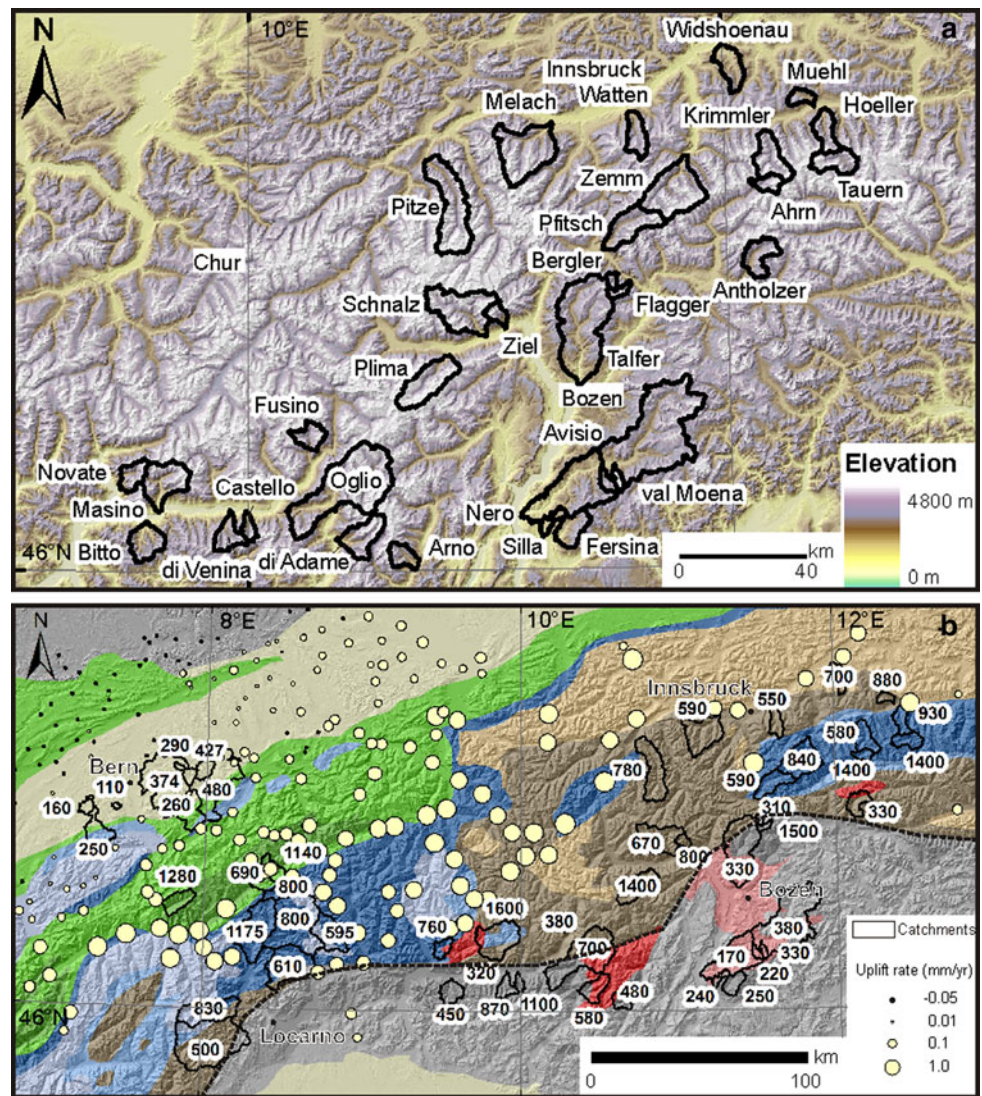 N
10°E
a
Widshoenau
Innsbruck
Muehl
Watten
Hoeller
Melach
Krimmler
Zemm
Tauern
Pitze
Ahrn
Pfitsch
Chur
Bergler
Antholzer
Flagger
Schnalz
Ziel
Talfer
Plima
Bozen
Fusino
Avisio
Elevation
Novate
Castello
Oglio
val Moena
4800 m
Masino
Nero
Bitto
di Venina
di Adame
Arno
Silla
Fersina
46°N
km
0 40
0 m
N
8°E
10°E
12°E
b
700
880
Innsbruck
590
550
930
290
427
580
Bern
374
780
840
110
590
1400
1400
160
260
480
310
330
250
1140
670
1500
690
800
330
1280
800
1400
Bozen
800
1600
380
1175
595
760
380
Catchments
700
170
330
610
320
220
Uplift rate (mm/yr)
480
240
250
-0.05
830
450
870
1100
580
0.01
46°N
Locarno
0.1
500
km
1.0
0 100